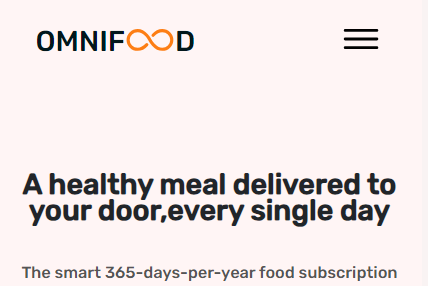 OMNIFOOD
A healthy meal delivered to
your door,every single day
The smart 365-days-per-year food subscription